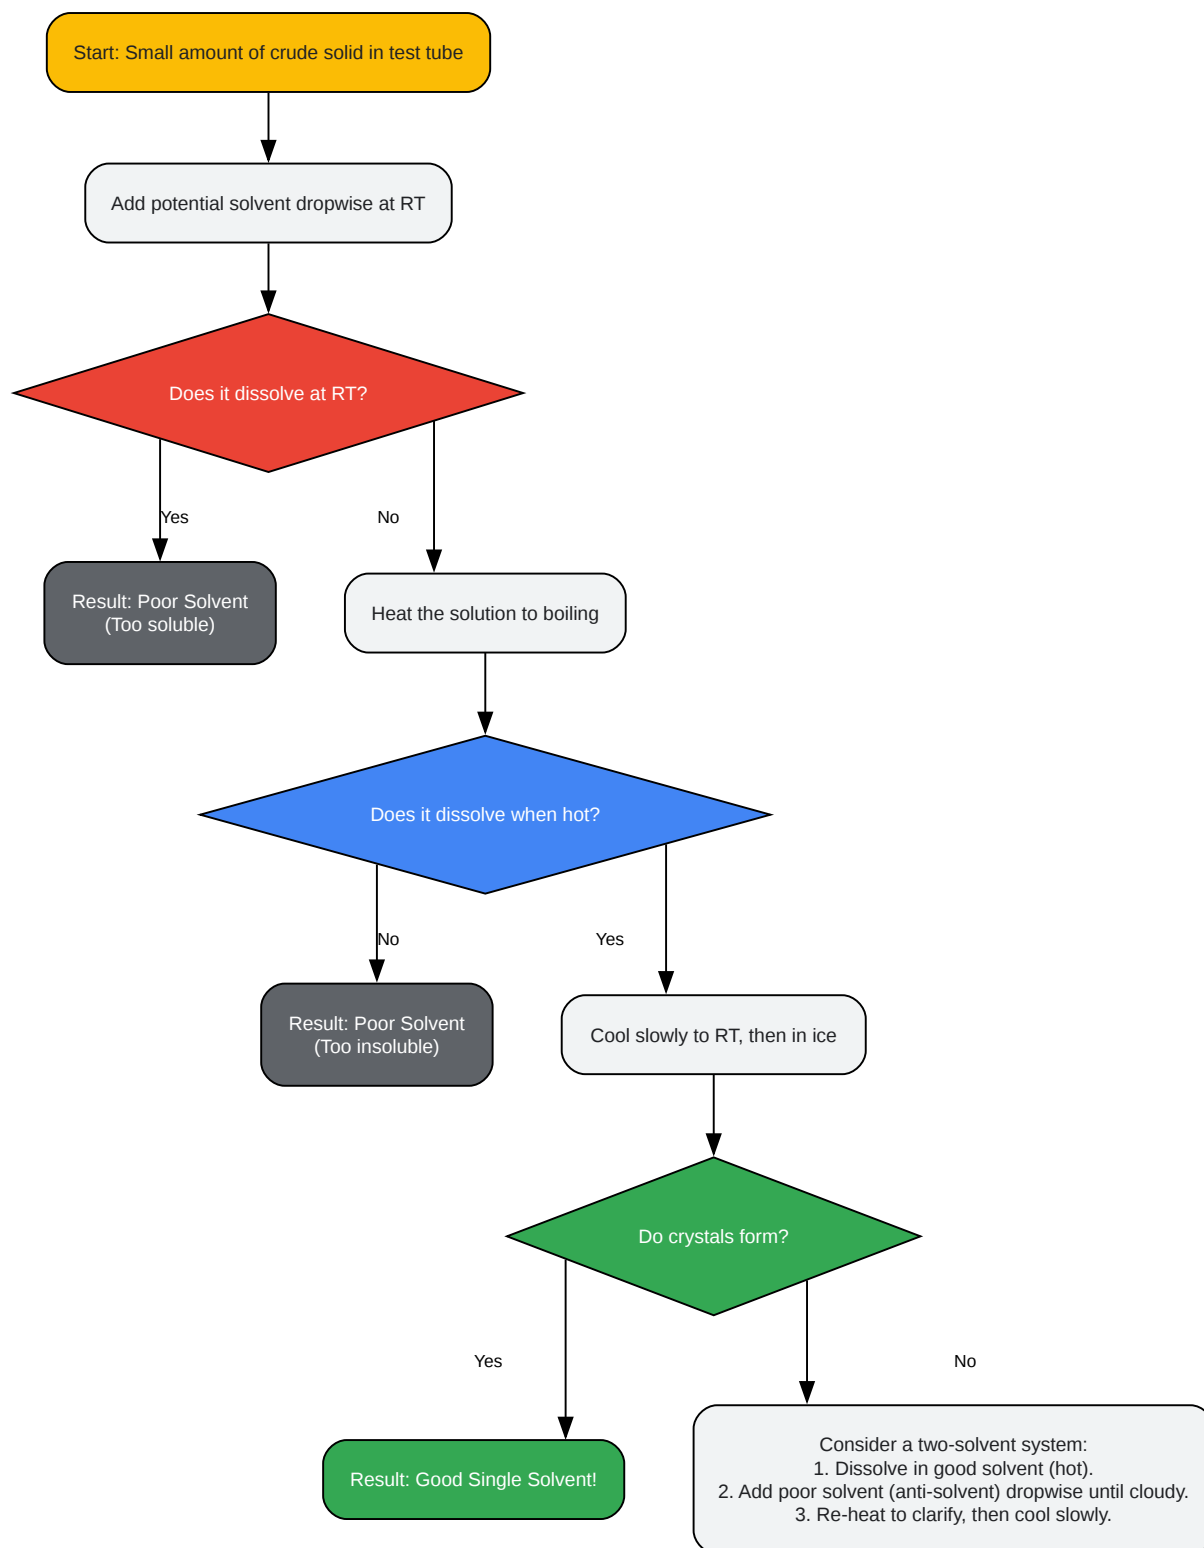 Start: Small amount of crude solid in test tube
Add potential solvent dropwise at RT
Does it dissolve at RT?
Yes
No
Result: Poor Solvent
(Too soluble)
Heat the solution to boiling
Does it dissolve when hot?
No
Yes
Result: Poor Solvent
(Too insoluble)
Cool slowly to RT, then in ice
Do crystals form?
Yes
No
Result: Good Single Solvent!
Consider a two-solvent system:
1. Dissolve in good solvent (hot).
2. Add poor solvent (anti-solvent) dropwise until cloudy.
3. Re-heat to clarify, then cool slowly.